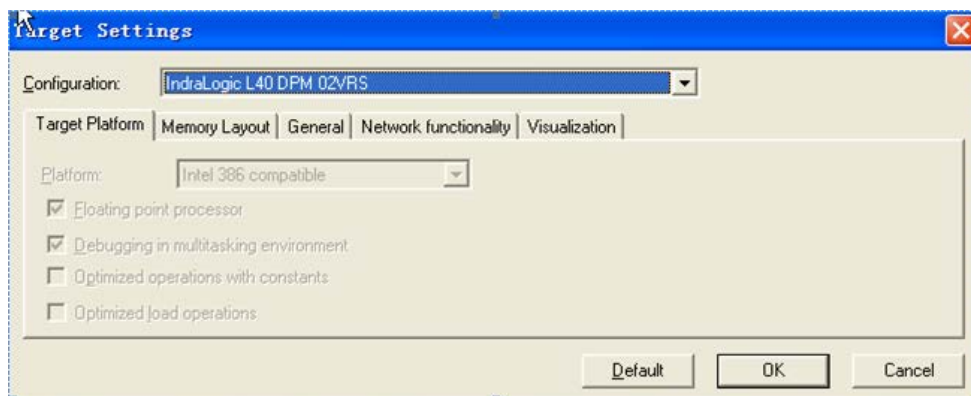 Target Settings
Configuration: IndraLogic L40 DPM 02VRS
Target Platform Memory Layout General Network functionality Visualization
Platform: Intel 386 compatible
Floating point processor
Debugging in multitasking environment
Optimized operations with constants
Optimized load operations
Default OK Cancel